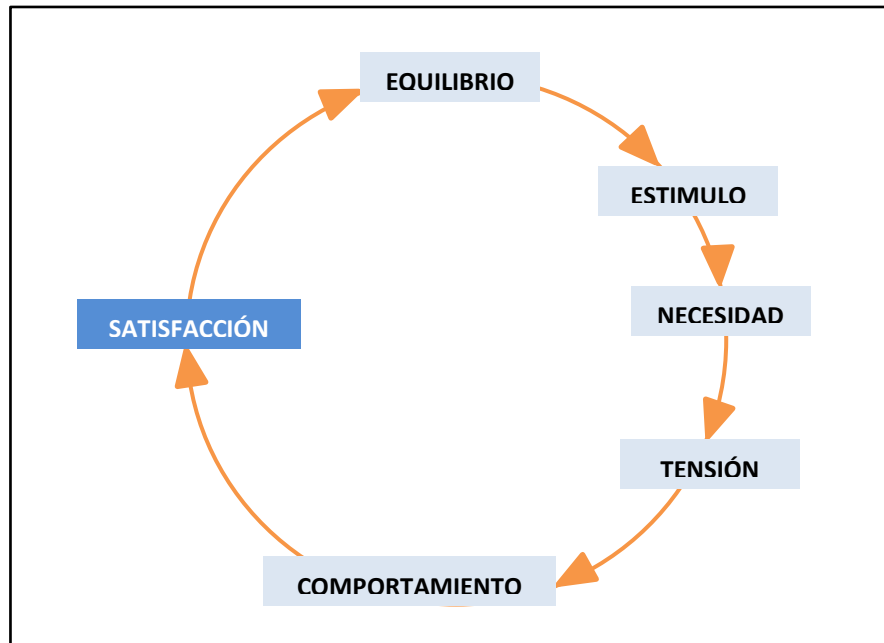 EQUILIBRIO
ESTIMULO
NECESIDAD
TENSIÓN
COMPORTAMIENTO
SATISFACCIÓN